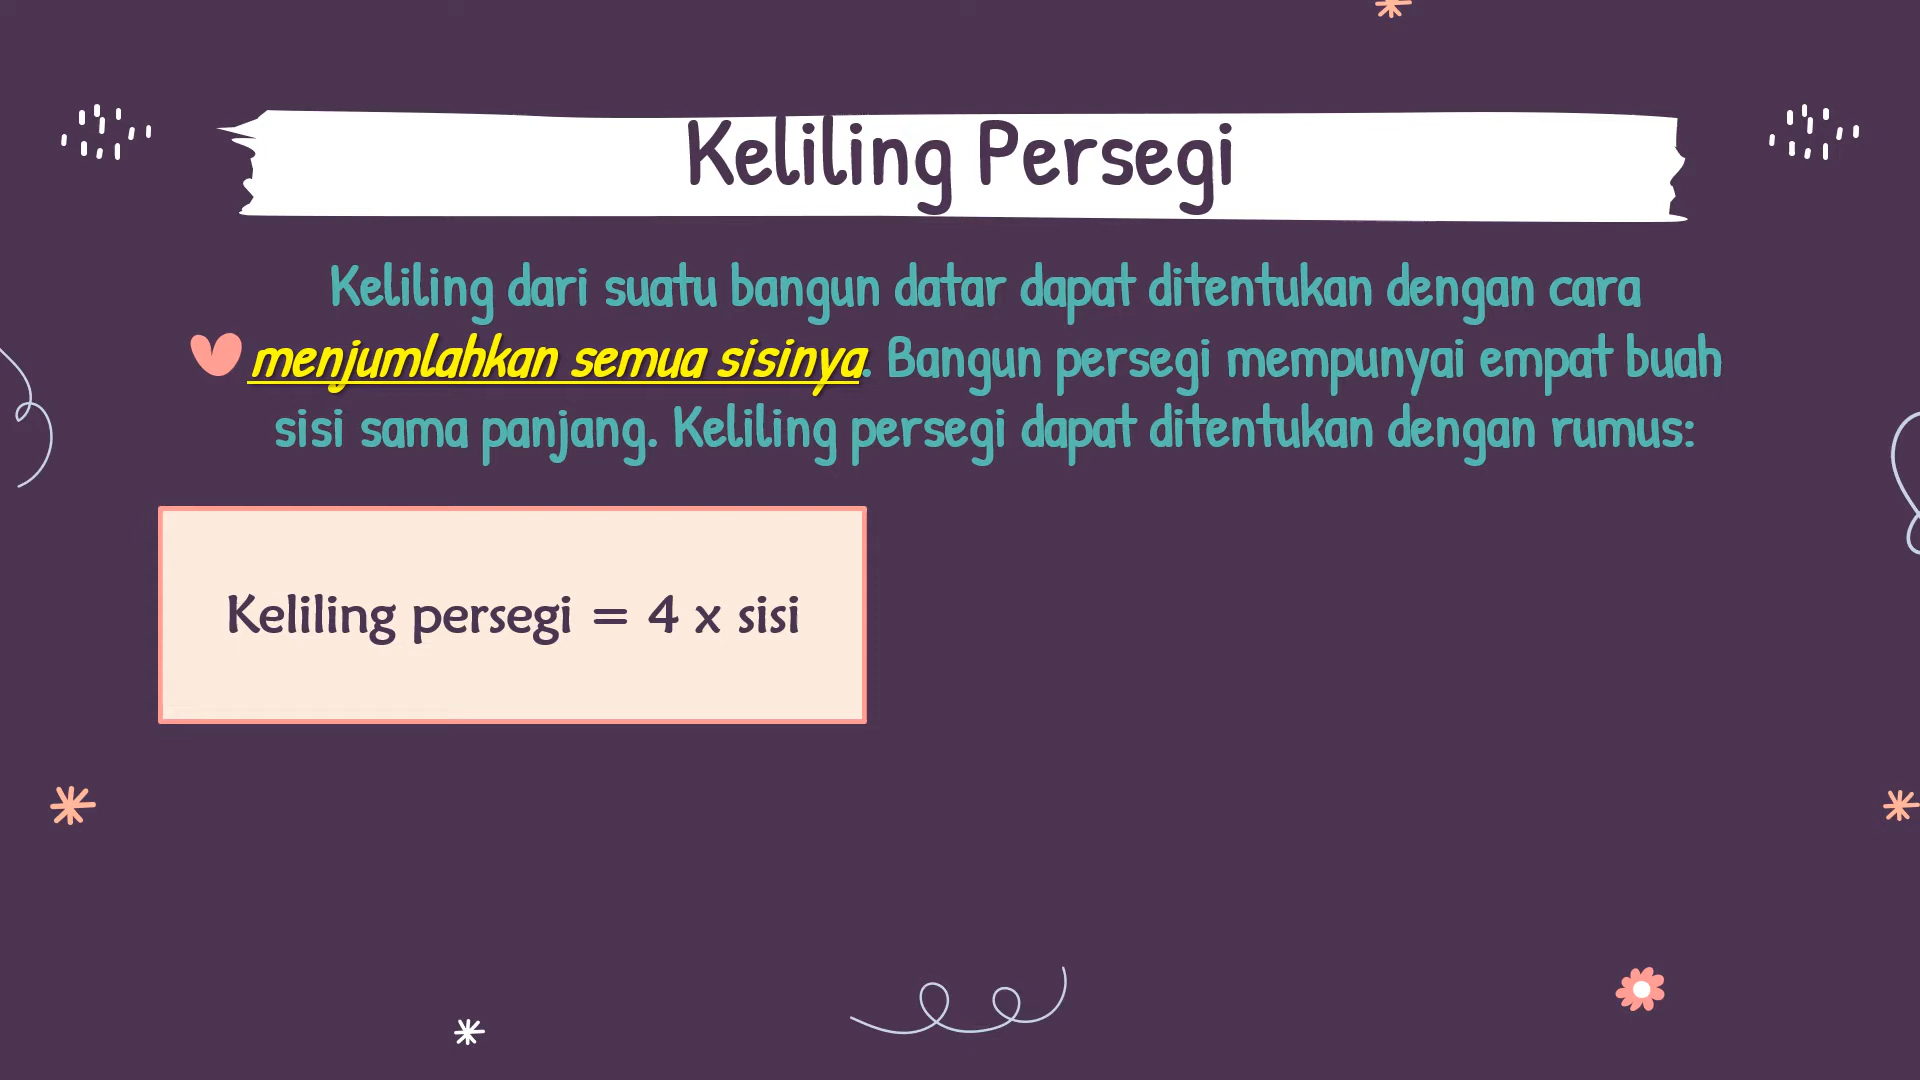 Keliling Persegi
Keliling dari suatu bangun datar dapat ditentukan dengan cara
menjumlahkan semua sisinya. Bangun persegi mempunyai empat buah
sisi sama panjang. Keliling persegi dapat ditentukan dengan rumus:
Keliling persegi = 4 x sisi